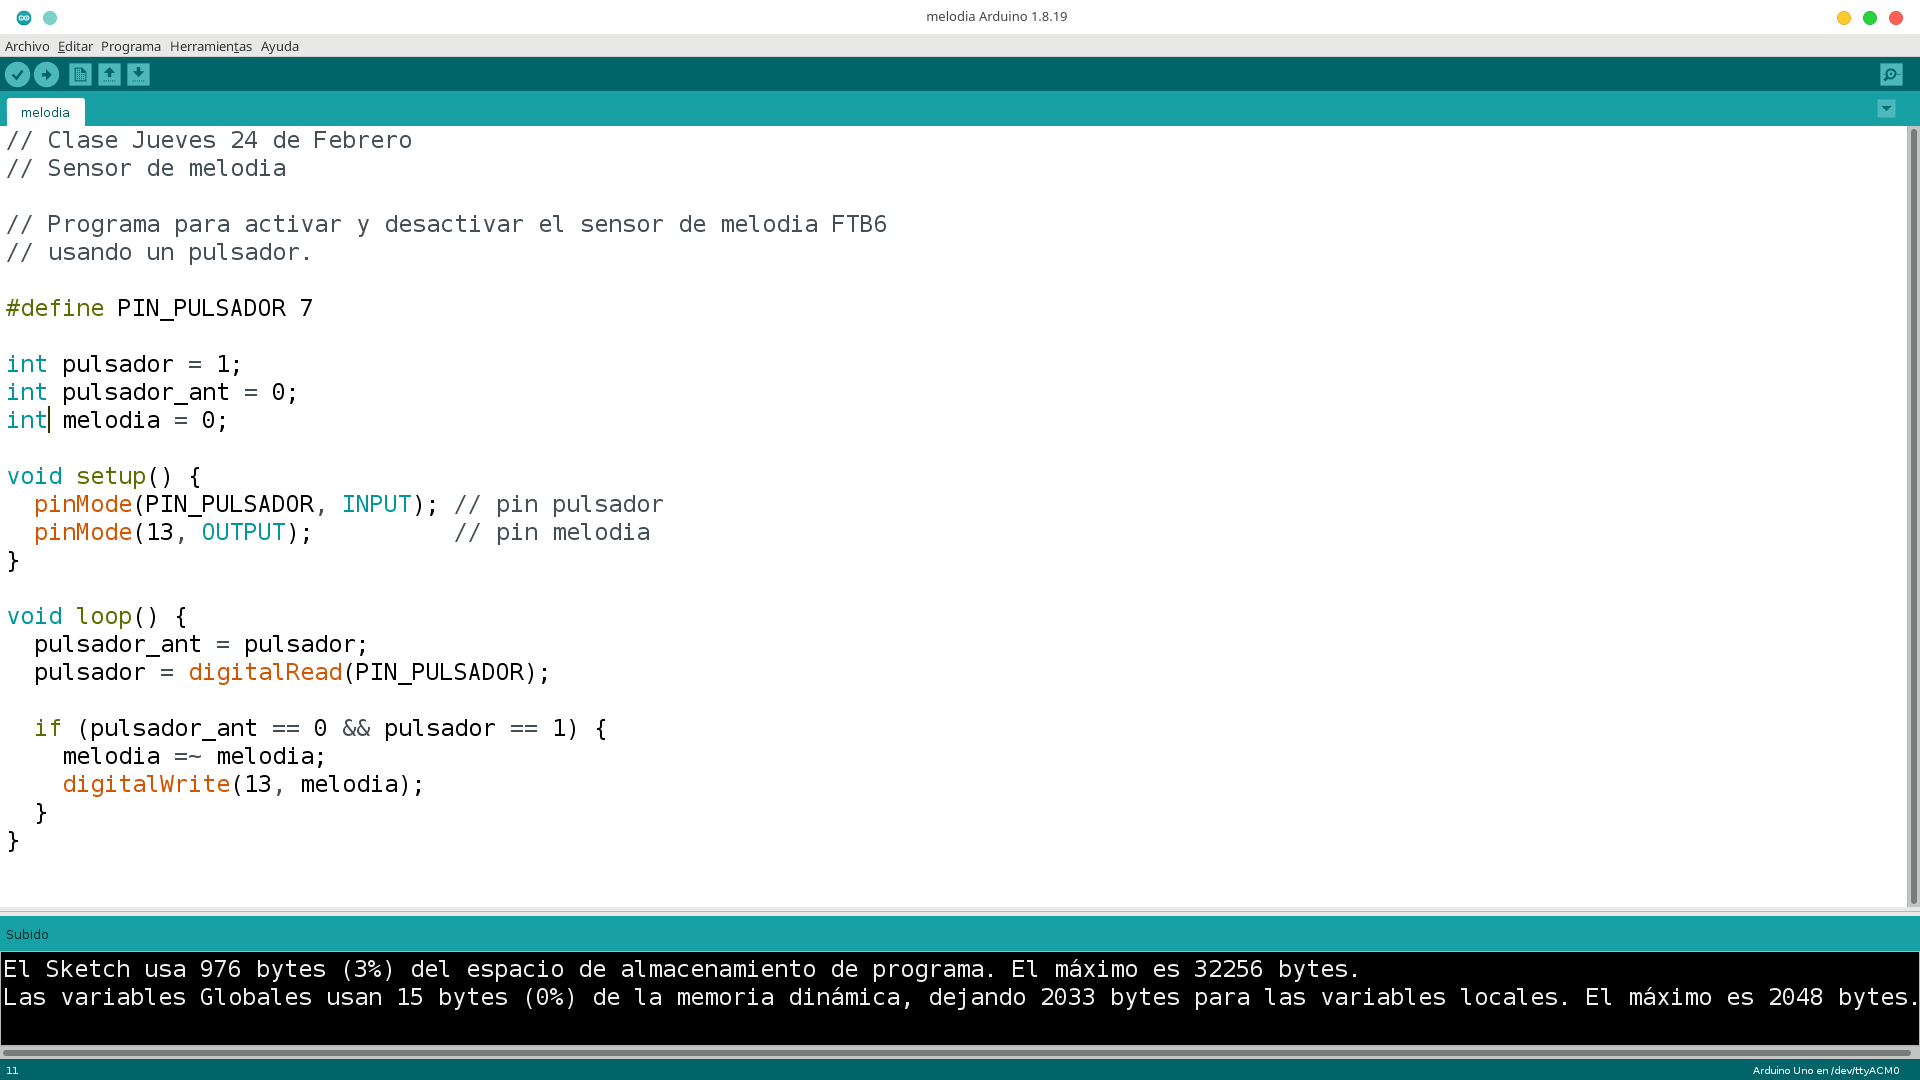 melodia Arduino 1.8.19
Archivo Editar Programa Herramientas Ayuda
melodia
// Clase Jueves 24 de Febrero
// Sensor de melodia
// Programa para activar y desactivar el sensor de melodia FTB6
// usando un pulsador.
#define PIN_PULSADOR 7
int pulsador = 1;
int pulsador_ant = 0;
int melodia = 0;
void setup() {
  pinMode(PIN_PULSADOR, INPUT); // pin pulsador
  pinMode(13, OUTPUT);          // pin melodia
}
void loop() {
  pulsador_ant = pulsador;
  pulsador = digitalRead(PIN_PULSADOR);
  if (pulsador_ant == 0 && pulsador == 1) {
    melodia =~ melodia;
    digitalWrite(13, melodia);
  }
}
Subido
El Sketch usa 976 bytes (3%) del espacio de almacenamiento de programa. El máximo es 32256 bytes.
Las variables Globales usan 15 bytes (0%) de la memoria dinámica, dejando 2033 bytes para las variables locales. El máximo es 2048 bytes.
11
Arduino Uno en /dev/ttyACM0